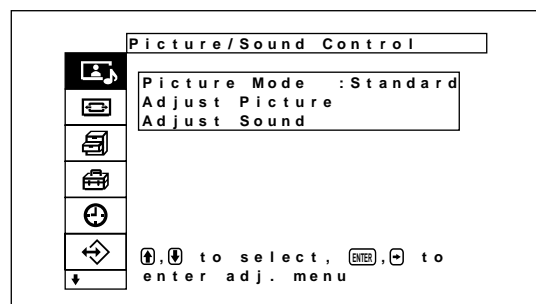 Picture/Sound Control
Picture Mode :Standard
Adjust Picture
Adjust Sound
↑,↓ to select, ENTER,→ to
enter adj. menu